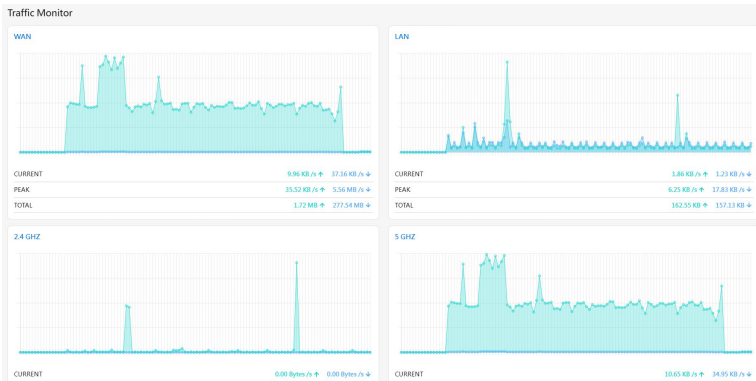 Traffic Monitor
WAN
CURRENT 9.96 KB /s ↑ 37.16 KB /s ↓
PEAK 35.52 KB /s ↑ 5.56 MB /s ↓
TOTAL 1.72 MB ↑ 277.54 MB ↓
LAN
CURRENT 1.86 KB /s ↑ 1.23 KB /s ↓
PEAK 6.25 KB /s ↑ 17.83 KB /s ↓
TOTAL 162.55 KB ↑ 157.13 KB ↓
2.4 GHZ
CURRENT 0.00 Bytes /s ↑ 0.00 Bytes /s ↓
5 GHZ
CURRENT 10.65 KB /s ↑ 34.95 KB /s ↓